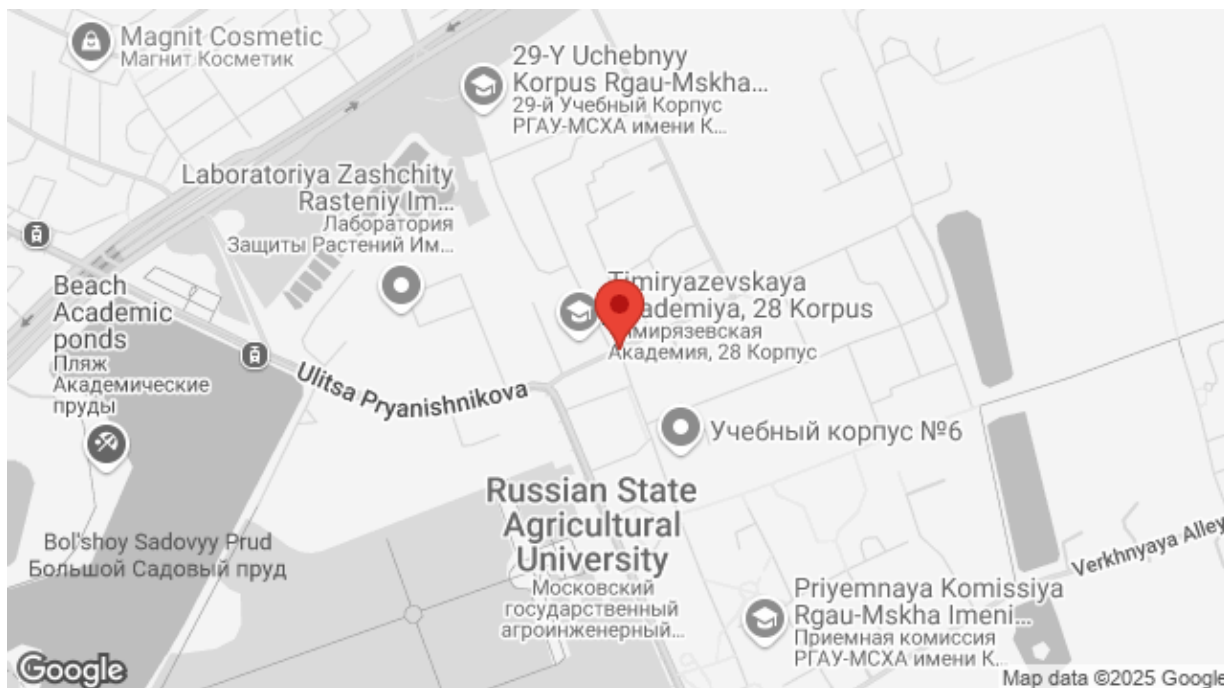 Magnit Cosmetic
Магнит Косметик
29-Y Uchebnyy
Korpus Rgau-Mskha...
29-й Учебный Корпус
РГАУ-МСХА имени К...
Laboratoriya Zashchity
Rasteniy Im...
Лаборатория
Защиты Растений Им...
Beach
Academic
ponds
Пляж
Академические
пруды
Timiryazevskaya
28 Korpus
Академия, 28 Корпус
Ulitsa Pryanishnikova
Учебный корпус №6
Russian State
Agricultural
University
Московский
государственный
агроинженерный...
Bol'shoy Sadovyy Prud
Большой Садовый пруд
Verkhnyaya Alley
Priyemnaya Komissiya
Rgau-Mskha Imeni...
Приемная комиссия
РГАУ-МСХА имени К...
Google
Map data ©2025 Google